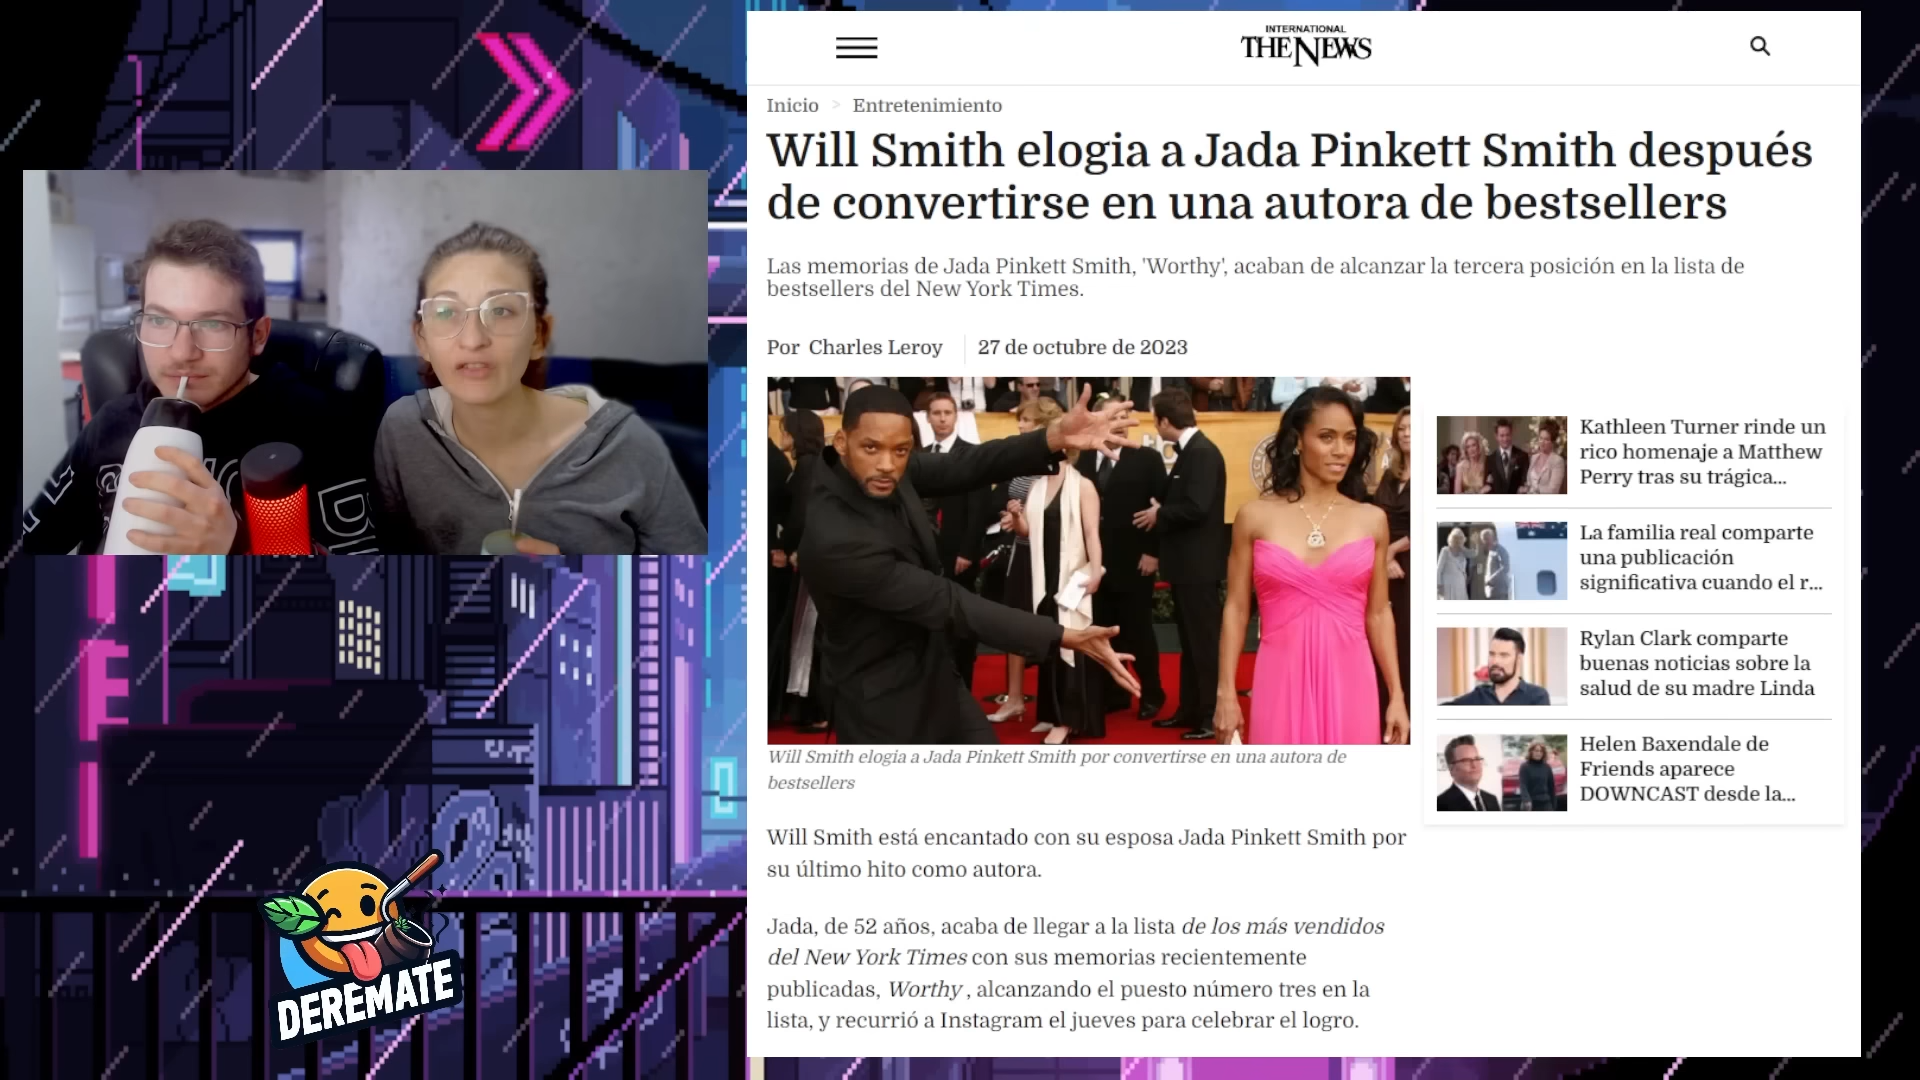 INTERNATIONAL
THE NEWS
Inicio > Entretenimiento
Will Smith elogia a Jada Pinkett Smith después
de convertirse en una autora de bestsellers
Las memorias de Jada Pinkett Smith, 'Worthy', acaban de alcanzar la tercera posición en la lista de
bestsellers del New York Times.
Por Charles Leroy
27 de octubre de 2023
Will Smith elogia a Jada Pinkett Smith por convertirse en una autora de
bestsellers
Will Smith está encantado con su esposa Jada Pinkett Smith por
su último hito como autora.
Jada, de 52 años, acaba de llegar a la lista de los más vendidos
del New York Times con sus memorias recientemente
publicadas, Worthy , alcanzando el puesto número tres en la
lista, y recurrió a Instagram el jueves para celebrar el logro.
Kathleen Turner rinde un
rico homenaje a Matthew
Perry tras su trágica...
La familia real comparte
una publicación
significativa cuando el r...
Rylan Clark comparte
buenas noticias sobre la
salud de su madre Linda
Helen Baxendale de
Friends aparece
DOWNCAST desde la...
DEREMATE